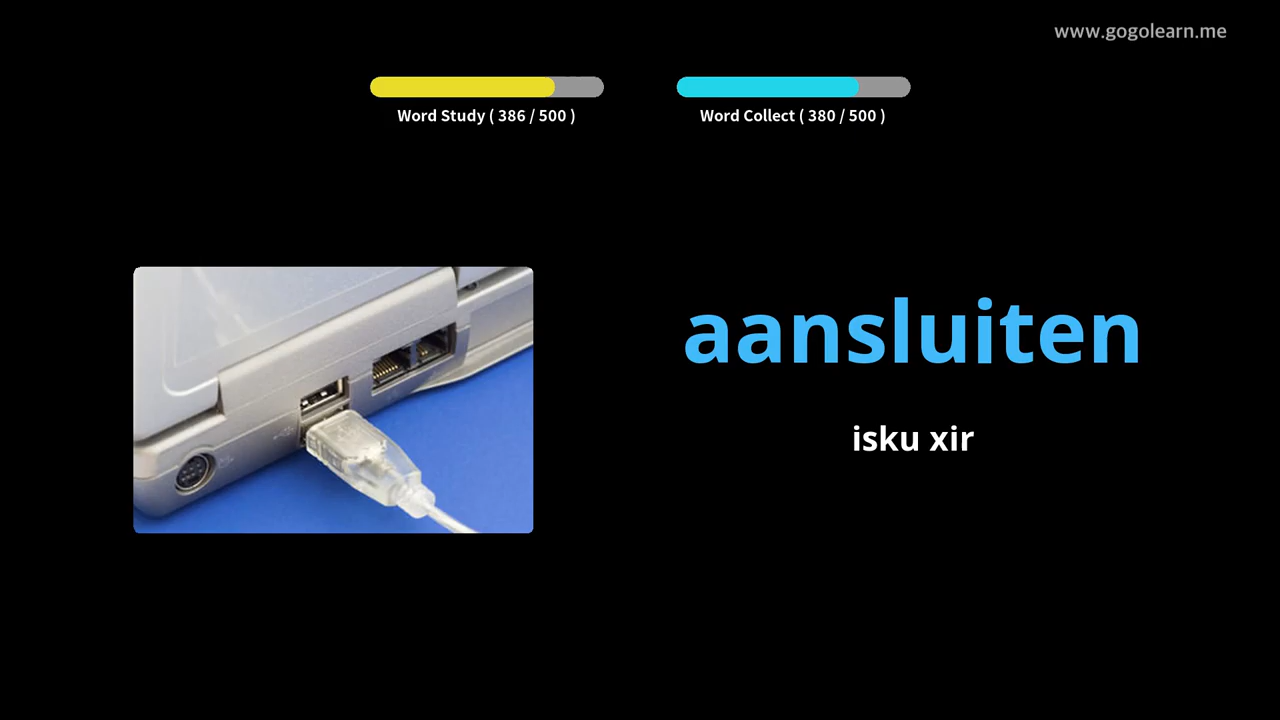 www.gogolearn.me
Word Study ( 386 / 500 )
Word Collect ( 380 / 500 )
aansluiten
isku xir